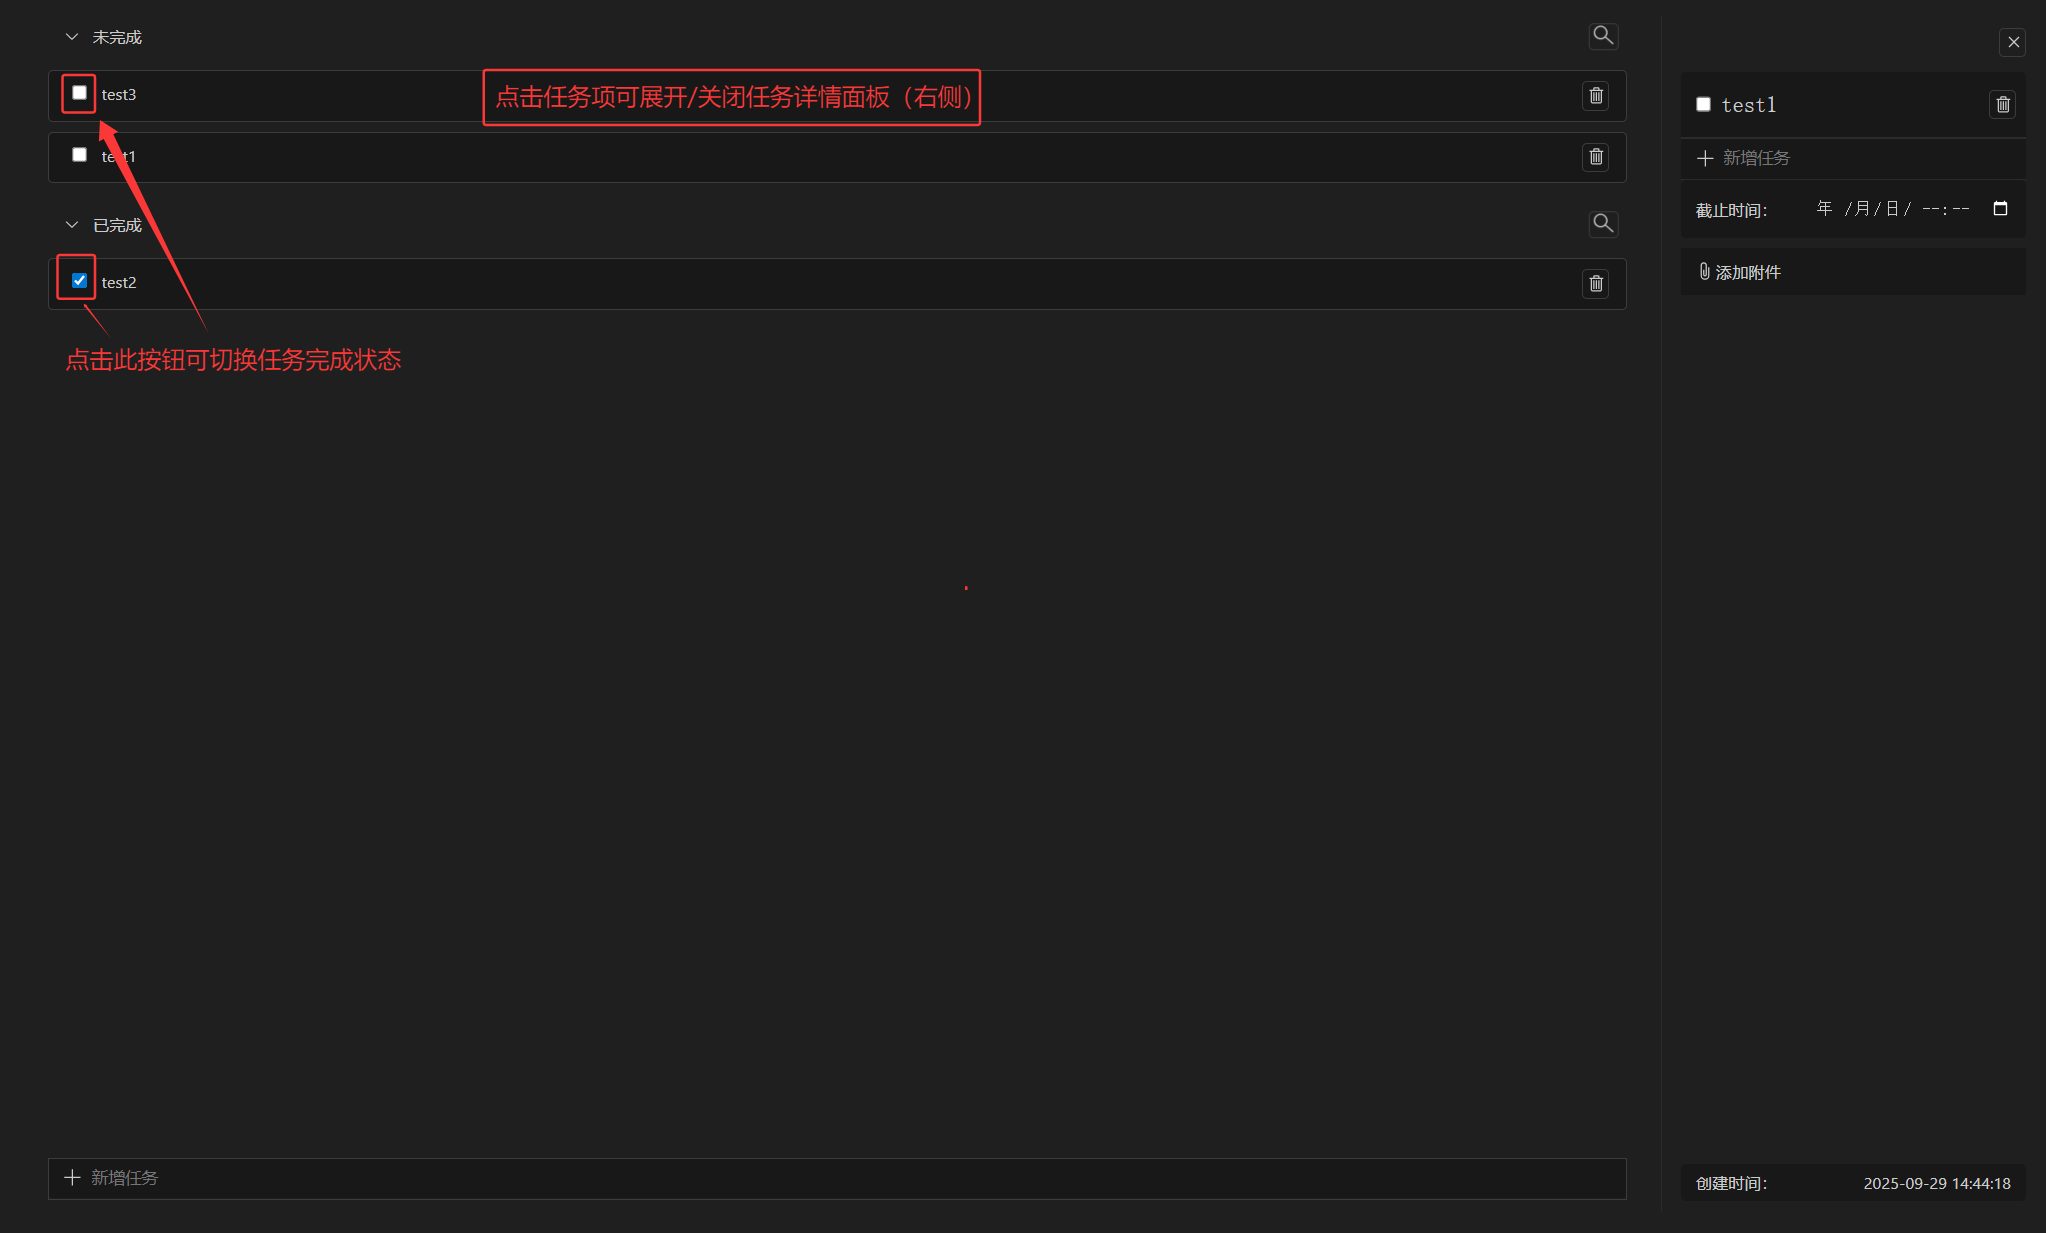 未完成
test3
点击任务项可展开/关闭任务详情面板（右侧）
test1
已完成
test2
点击此按钮可切换任务完成状态
新增任务
test1
新增任务
截止时间：
年 /月/日/ --:--
添加附件
创建时间：
2025-09-29 14:44:18